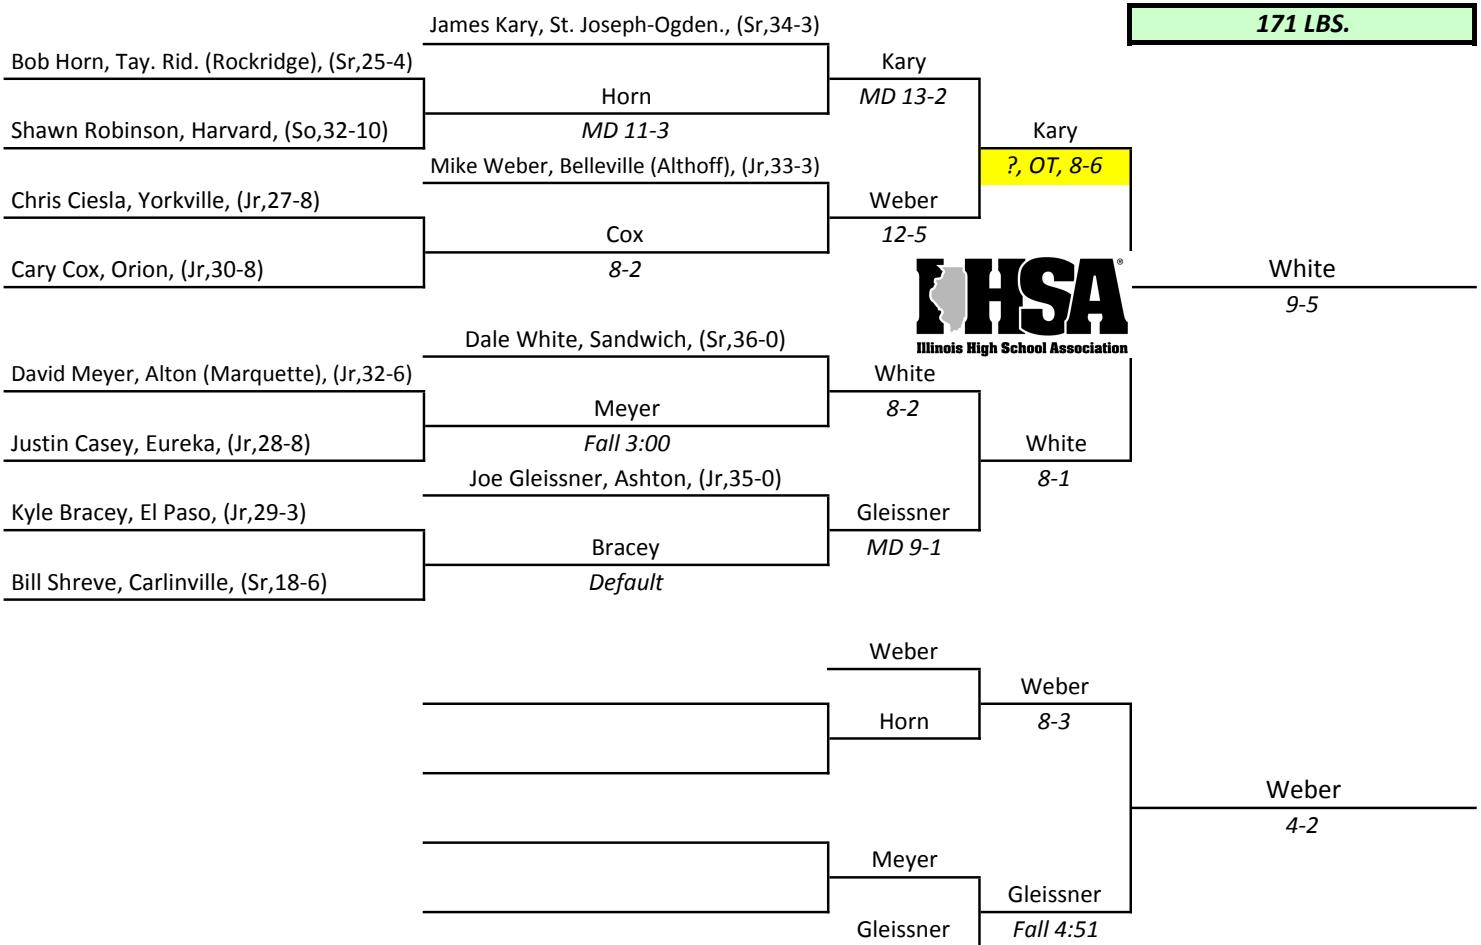 James Kary, St. Joseph-Ogden., (Sr,34-3)
171 LBS.
Bob Horn, Tay. Rid. (Rockridge), (Sr,25-4)
Kary
Horn
MD 13-2
Shawn Robinson, Harvard, (So,32-10)
MD 11-3
Kary
Mike Weber, Belleville (Althoff), (Jr,33-3)
?, OT, 8-6
Chris Ciesla, Yorkville, (Jr,27-8)
Weber
Cox
12-5
Cary Cox, Orion, (Jr,30-8)
8-2
IHSA®
White
9-5
Dale White, Sandwich, (Sr,36-0)
Illinois High School Association
David Meyer, Alton (Marquette), (Jr,32-6)
White
Meyer
8-2
Justin Casey, Eureka, (Jr,28-8)
Fall 3:00
White
Joe Gleissner, Ashton, (Jr,35-0)
8-1
Kyle Bracey, El Paso, (Jr,29-3)
Gleissner
Bracey
MD 9-1
Bill Shreve, Carlinville, (Sr,18-6)
Default
Weber
Weber
Horn
8-3
Weber
4-2
Meyer
Gleissner
Gleissner
Fall 4:51